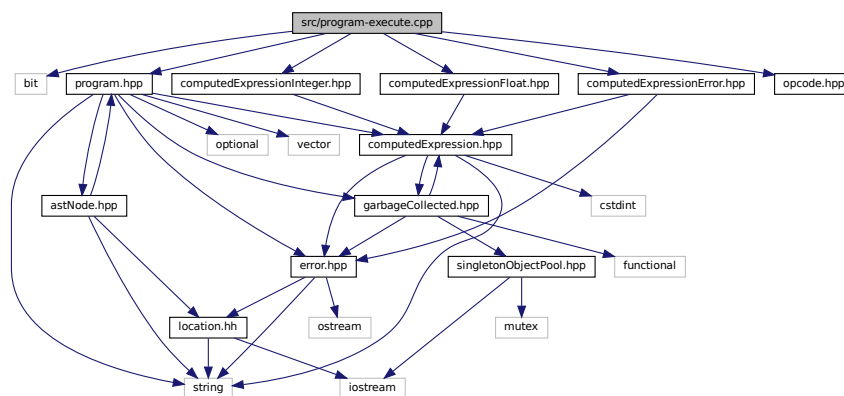 src/program-execute.cpp
bit
program.hpp
computedExpressionInteger.hpp
computedExpressionFloat.hpp
computedExpressionError.hpp
opcode.hpp
optional
vector
computedExpression.hpp
astNode.hpp
garbageCollected.hpp
cstdint
error.hpp
singletonObjectPool.hpp
functional
location.hh
ostream
mutex
string
iostream